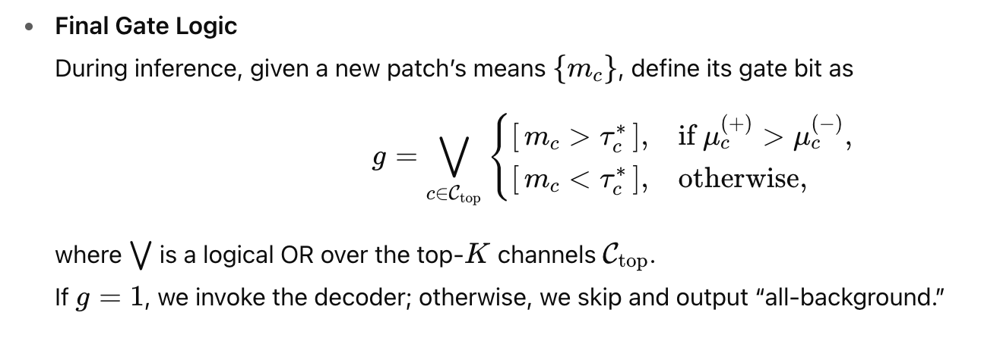 • Final Gate Logic
During inference, given a new patch’s means $\{m_c\}$, define its gate bit as
$$g = \bigvee_{c \in \mathcal{C}_{\text{top}}} \begin{cases} [\, m_c > \tau_c^* \,], & \text{if } \mu_c^{(+)} > \mu_c^{(-)}, \\ [\, m_c < \tau_c^* \,], & \text{otherwise,} \end{cases}$$
where $\bigvee$ is a logical OR over the top-$K$ channels $\mathcal{C}_{\text{top}}$.
If $g = 1$, we invoke the decoder; otherwise, we skip and output “all-background.”